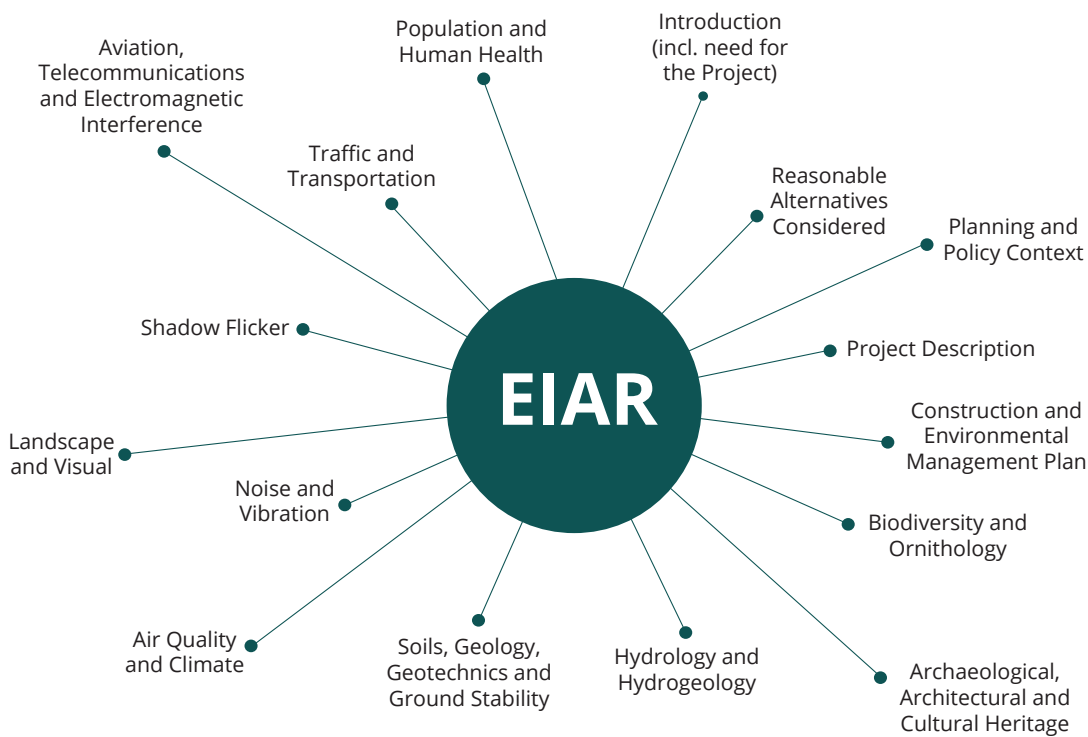 Introduction
(incl. need for
the Project)
Reasonable
Alternatives
Considered
Planning and
Policy Context
Project Description
Construction and
Environmental
Management Plan
Biodiversity and
Ornithology
Archaeological,
Architectural and
Cultural Heritage
Hydrology and
Hydrogeology
Soils, Geology,
Geotechnics and
Ground Stability
Air Quality
and Climate
Noise and
Vibration
Landscape
and Visual
Shadow Flicker
Aviation,
Telecommunications
and Electromagnetic
Interference
Traffic and
Transportation
Population and
Human Health
EIAR